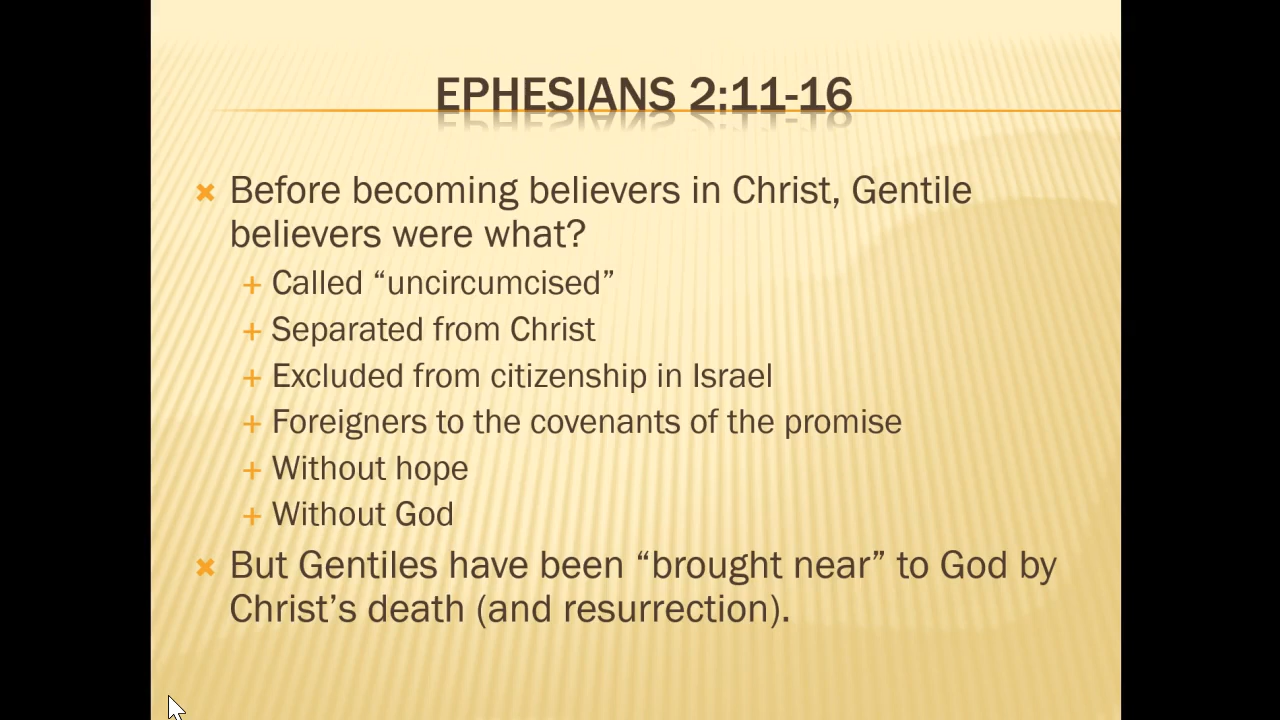 EPHESIANS 2:11-16
Before becoming believers in Christ, Gentile
believers were what?
Called “uncircumcised”
Separated from Christ
Excluded from citizenship in Israel
Foreigners to the covenants of the promise
Without hope
Without God
But Gentiles have been “brought near” to God by
Christ’s death (and resurrection).